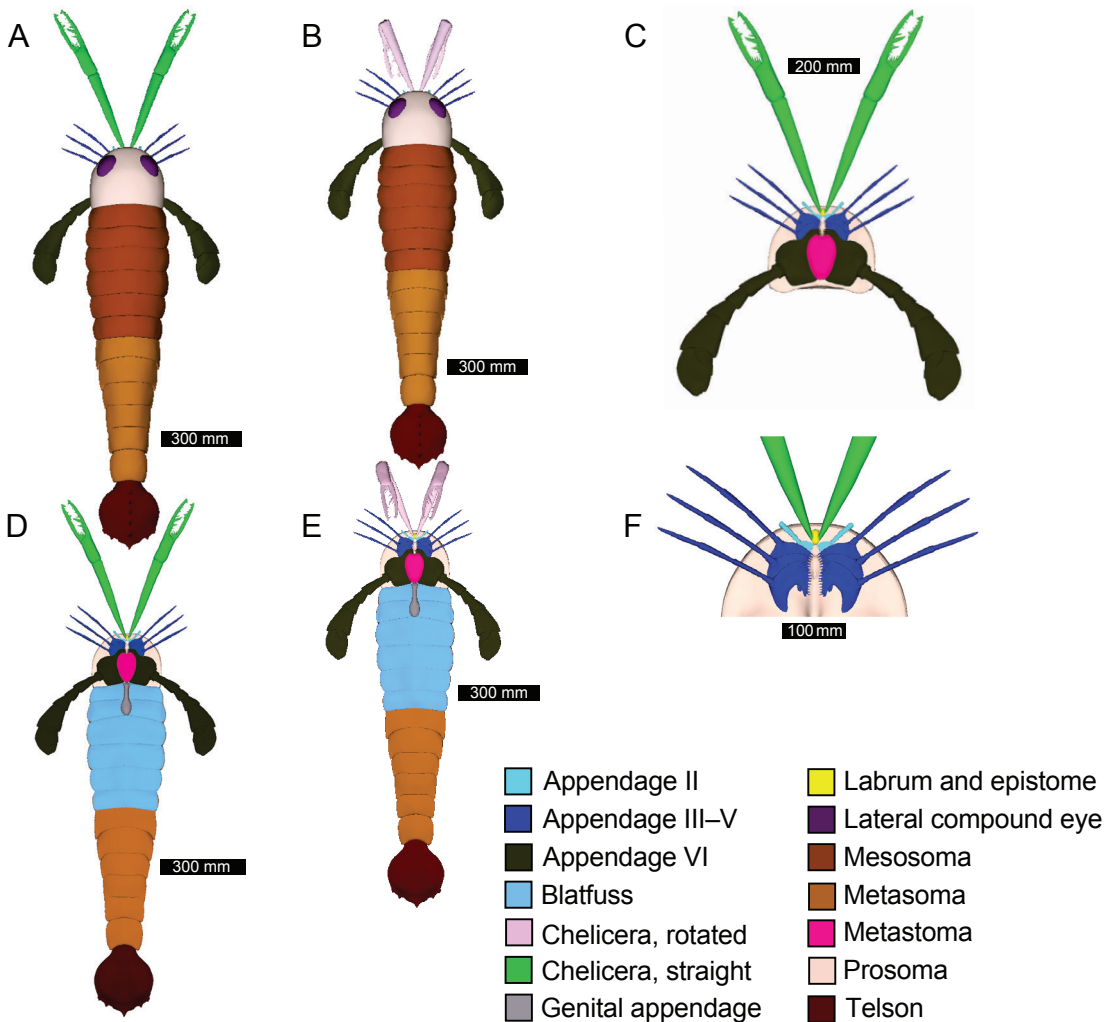 A
B
C
200 mm
300 mm
300 mm
D
E
F
100 mm
300 mm
300 mm
Appendage II
Appendage III–V
Appendage VI
Blatfuss
Chelicera, rotated
Chelicera, straight
Genital appendage
Labrum and epistome
Lateral compound eye
Mesosoma
Metasoma
Metastoma
Prosoma
Telson